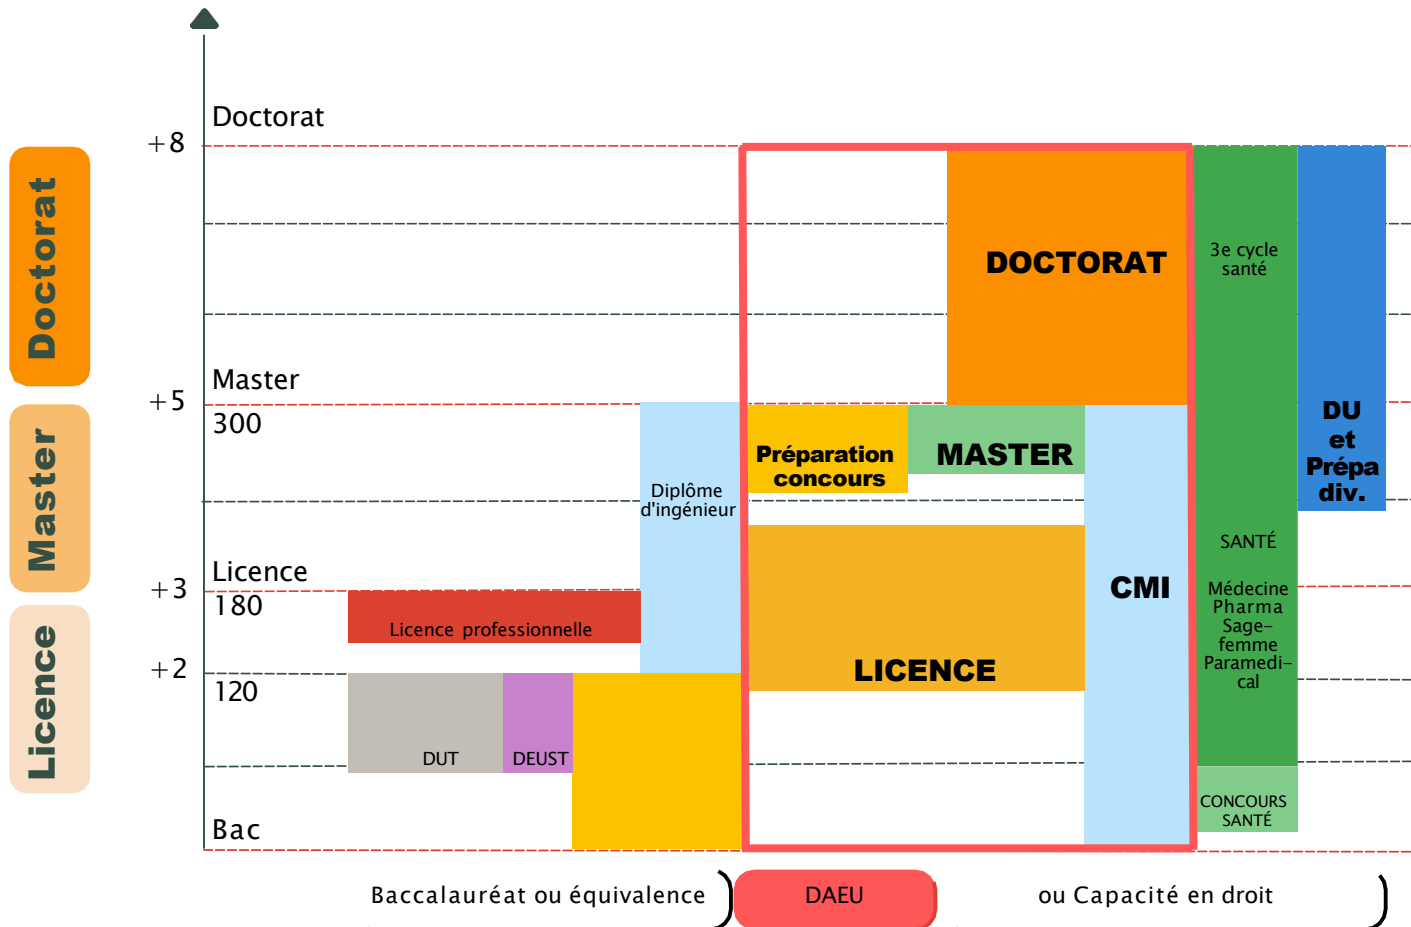 Doctorat
+8
Doctorat
DOCTORAT
3e cycle
santé
Master
+5
300
DU
et
Prépa
div.
Master
Préparation
concours
MASTER
Diplôme
d'ingénieur
SANTÉ
Médecine
Pharma
Sage-
femme
Paramedi-
cal
Licence
+3
180
CMI
Licence professionnelle
Licence
+2
120
LICENCE
DUT
DEUST
CONCOURS
SANTÉ
Bac
Baccalauréat ou équivalence
DAEU
ou Capacité en droit